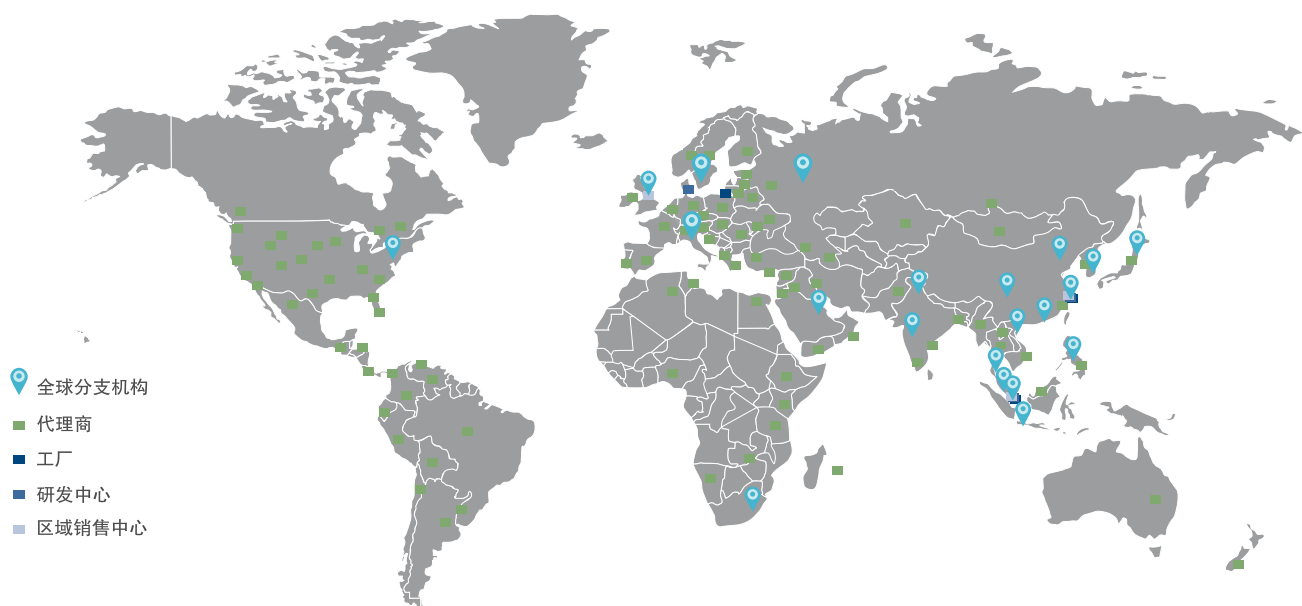 全球分支机构
代理商
工厂
研发中心
区域销售中心